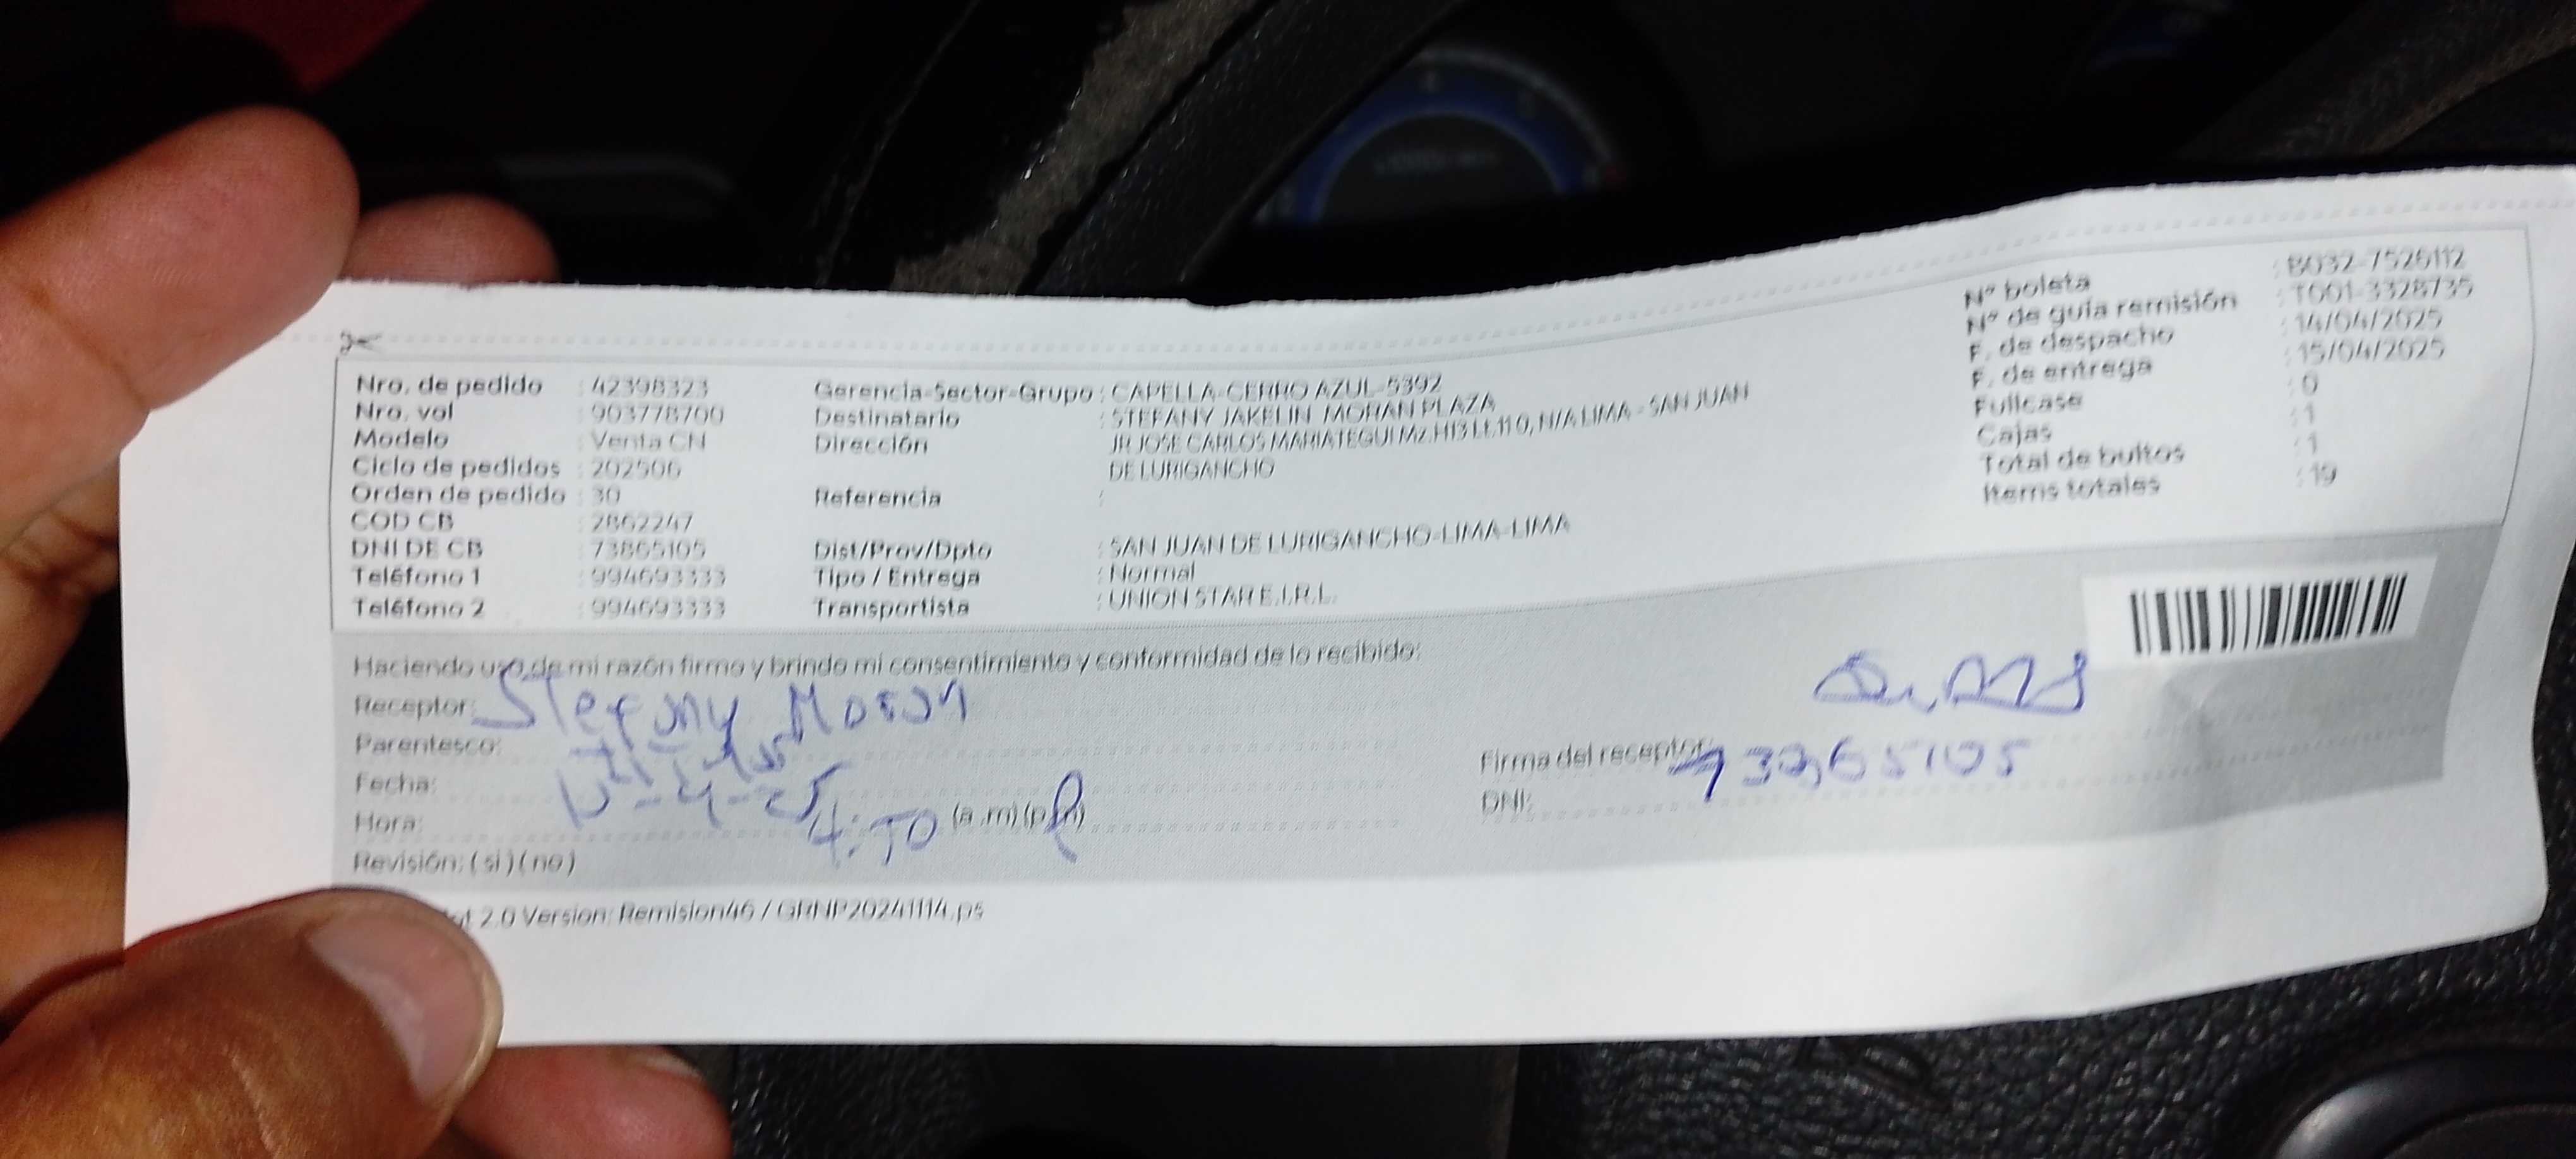 Nro. de pedido : 42398323
Nro. vol : 903778700
Modelo : Venta CN
Ciclo de pedidos : 202506
Orden de pedido : 30
COD CB : 2862247
DNI DE CB : 73865105
Teléfono 1 : 994693333
Teléfono 2 : 994693333
Gerencia-Sector-Grupo : CAPELLA-CERRO AZUL-5392
Destinatario : STEFANY JAKELIN MORAN PLAZA
Dirección : JR JOSE CARLOS MARIATEGUI Mz.H13 Lt.11 0, N/A LIMA - SAN JUAN
DE LURIGANCHO
Referencia :
Dist/Prov/Dpto : SAN JUAN DE LURIGANCHO-LIMA-LIMA
Tipo / Entrega : Normal
Transportista : UNION STAR E.I.R.L.
N° boleta : B032-7526112
N° de guía remisión : T001-3328735
F. de despacho : 14/04/2025
F. de entrega : 15/04/2025
Fullcase : 0
Cajas : 1
Total de bultos : 1
Items totales : 19
Haciendo uso de mi razón firmo y brindo mi consentimiento y conformidad de lo recibido:
Receptor: Stefany Moran
Parentesco:
Fecha: -4-25
Hora: 4:50 (a.m) (p.m)
Revisión: ( si ) ( no )
Firma del receptor:
DNI: 73865105
2.0 Version: Remision46 / GRNP20241114.ps